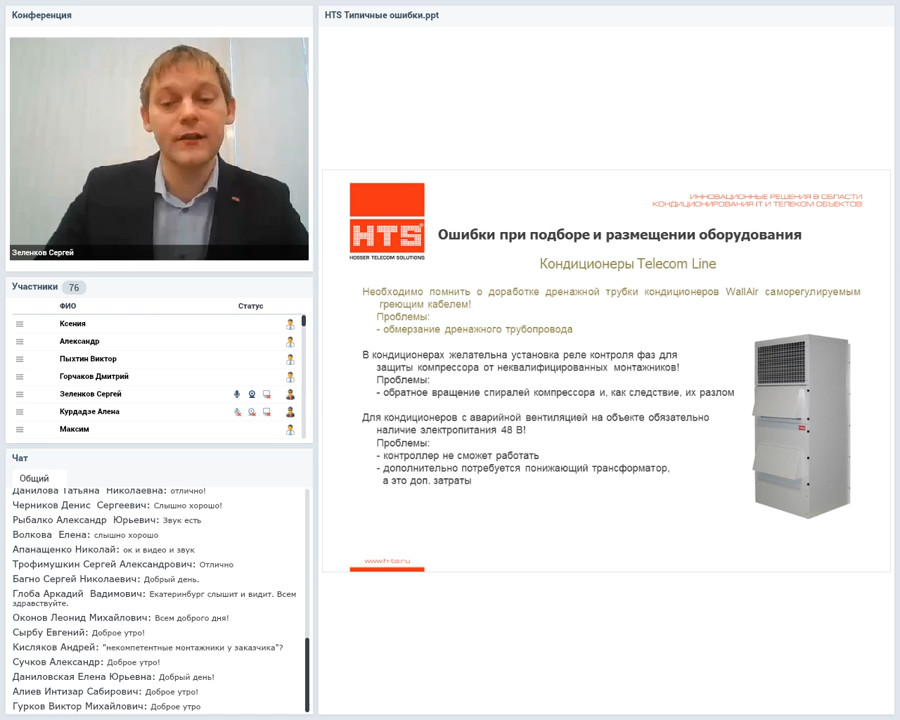 Конференция
Зеленков Сергей
Участники 76
ФИО Статус
Ксения
Александр
Пыхтин Виктор
Горчаков Дмитрий
Зеленков Сергей
Курдадзе Алена
Максим
Чат
Общий
Данилова Татьяна Николаевна: отлично!
Черников Денис Сергеевич: Слышно хорошо!
Рыбалко Александр Юрьевич: Звук есть
Волкова Елена: слышно хорошо
Апанащенко Николай: ок и видео и звук
Трофимушкин Сергей Александрович: Отлично
Багно Сергей Николаевич: Добрый день.
Глоба Аркадий Вадимович: Екатеринбург слышит и видит. Всем
здравствуйте.
Оконов Леонид Михайлович: Всем доброго дня!
Сырбу Евгений: Доброе утро!
Кисляков Андрей: "некомпетентные монтажники у заказчика"?
Сучков Александр: Доброе утро!
Даниловская Елена Юрьевна: Добрый день!
Алиев Интизар Сабирович: Доброе утро!
Гурков Виктор Михайлович: Доброе утро
HTS Типичные ошибки.ppt
HTS
HOSSER TELECOM SOLUTIONS
ИННОВАЦИОННЫЕ РЕШЕНИЯ В ОБЛАСТИ
КОНДИЦИОНИРОВАНИЯ IT И ТЕЛЕКОМ ОБЪЕКТОВ
Ошибки при подборе и размещении оборудования
Кондиционеры Telecom Line
Необходимо помнить о доработке дренажной трубки кондиционеров WallAir саморегулируемым
греющим кабелем!
Проблемы:
- обмерзание дренажного трубопровода
В кондиционерах желательна установка реле контроля фаз для
защиты компрессора от неквалифицированных монтажников!
Проблемы:
- обратное вращение спиралей компрессора и, как следствие, их разлом
Для кондиционеров с аварийной вентиляцией на объекте обязательно
наличие электропитания 48 В!
Проблемы:
- контроллер не сможет работать
- дополнительно потребуется понижающий трансформатор,
а это доп. затраты
www.h-ts.ru